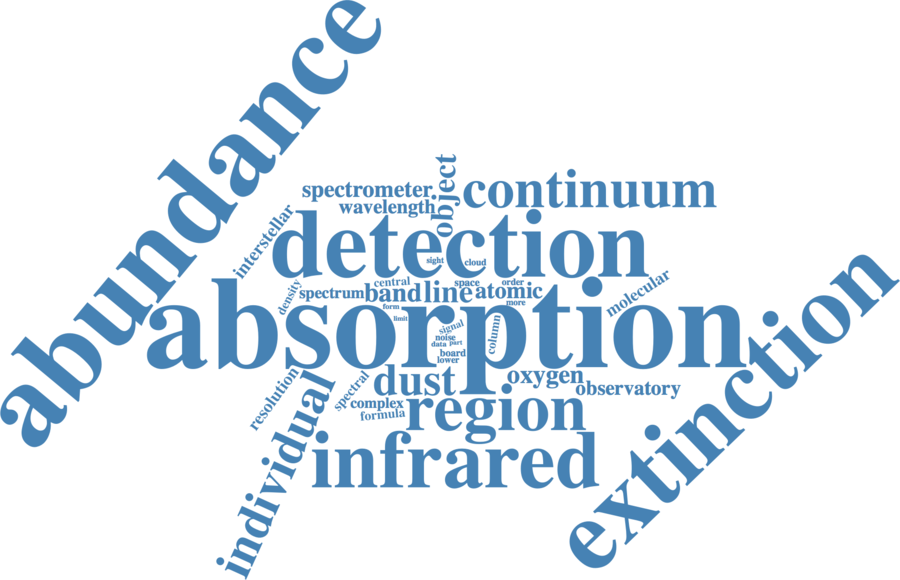 abundance
object
spectrometer
continuum
wavelength
interstellar
detection
sight
cloud
extinction
central
space
order
density
spectrum
band
line
atomic
more
molecular
form
absorption
limit
signal
column
noise
data
part
board
lower
resolution
spectral
dust
oxygen
observatory
individual
complex
formula
region
infrared